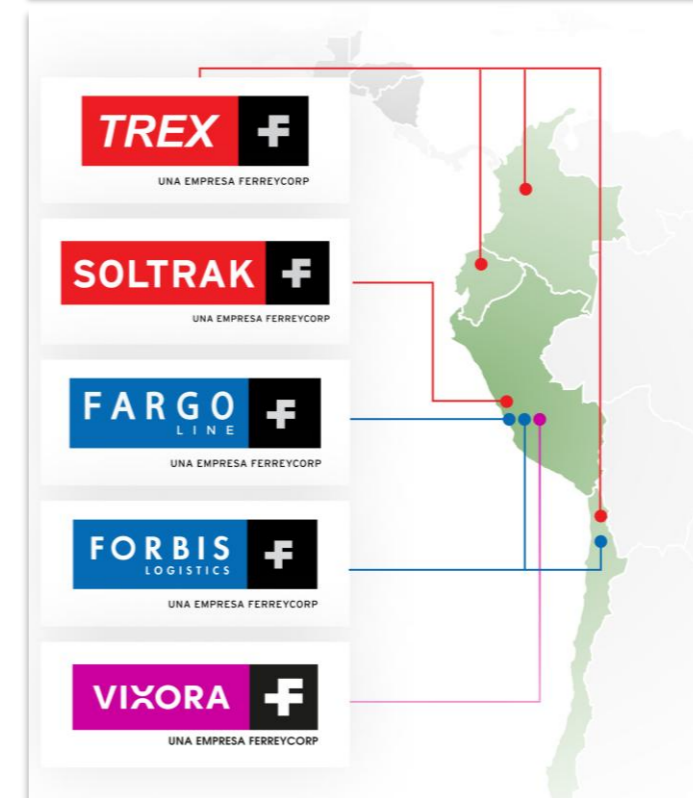 TREX
UNA EMPRESA FERREYCORP
SOLTRAK
UNA EMPRESA FERREYCORP
FARGO
LINE
UNA EMPRESA FERREYCORP
FORBIS
LOGISTICS
UNA EMPRESA FERREYCORP
VIXORA
UNA EMPRESA FERREYCORP